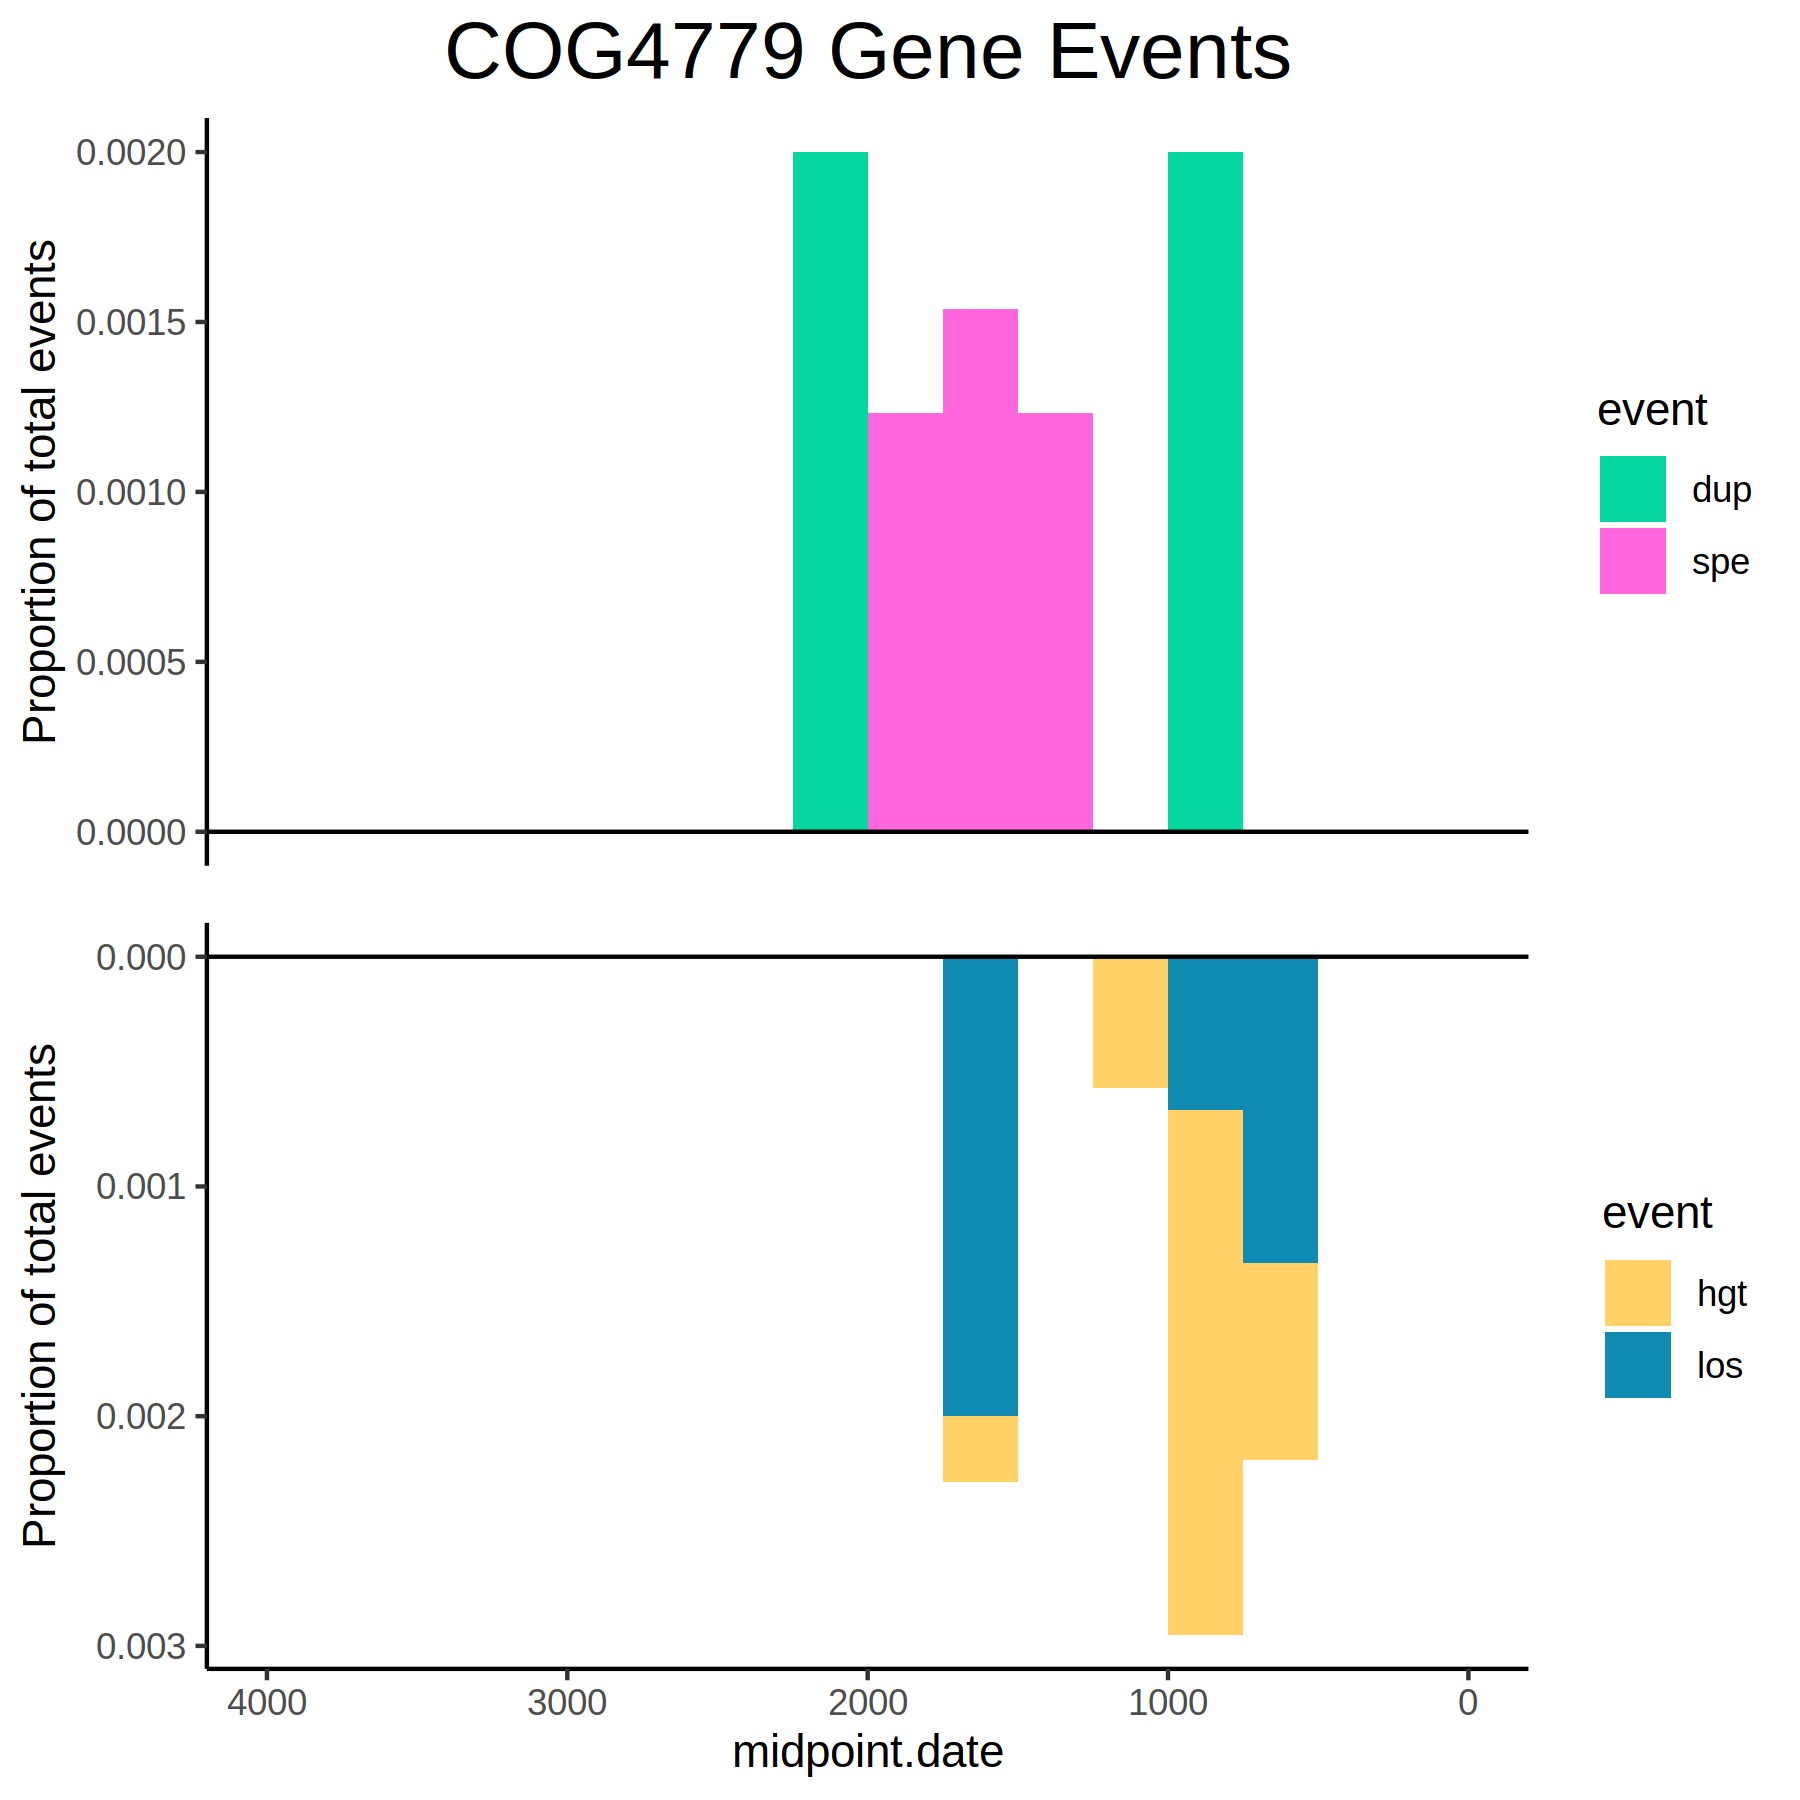 COG4779 Gene Events
Proportion of total events
0.0020
0.0015
0.0010
0.0005
0.0000
event
dup
spe
Proportion of total events
0.000
0.001
0.002
0.003
event
hgt
los
4000 3000 2000 1000 0
midpoint.date